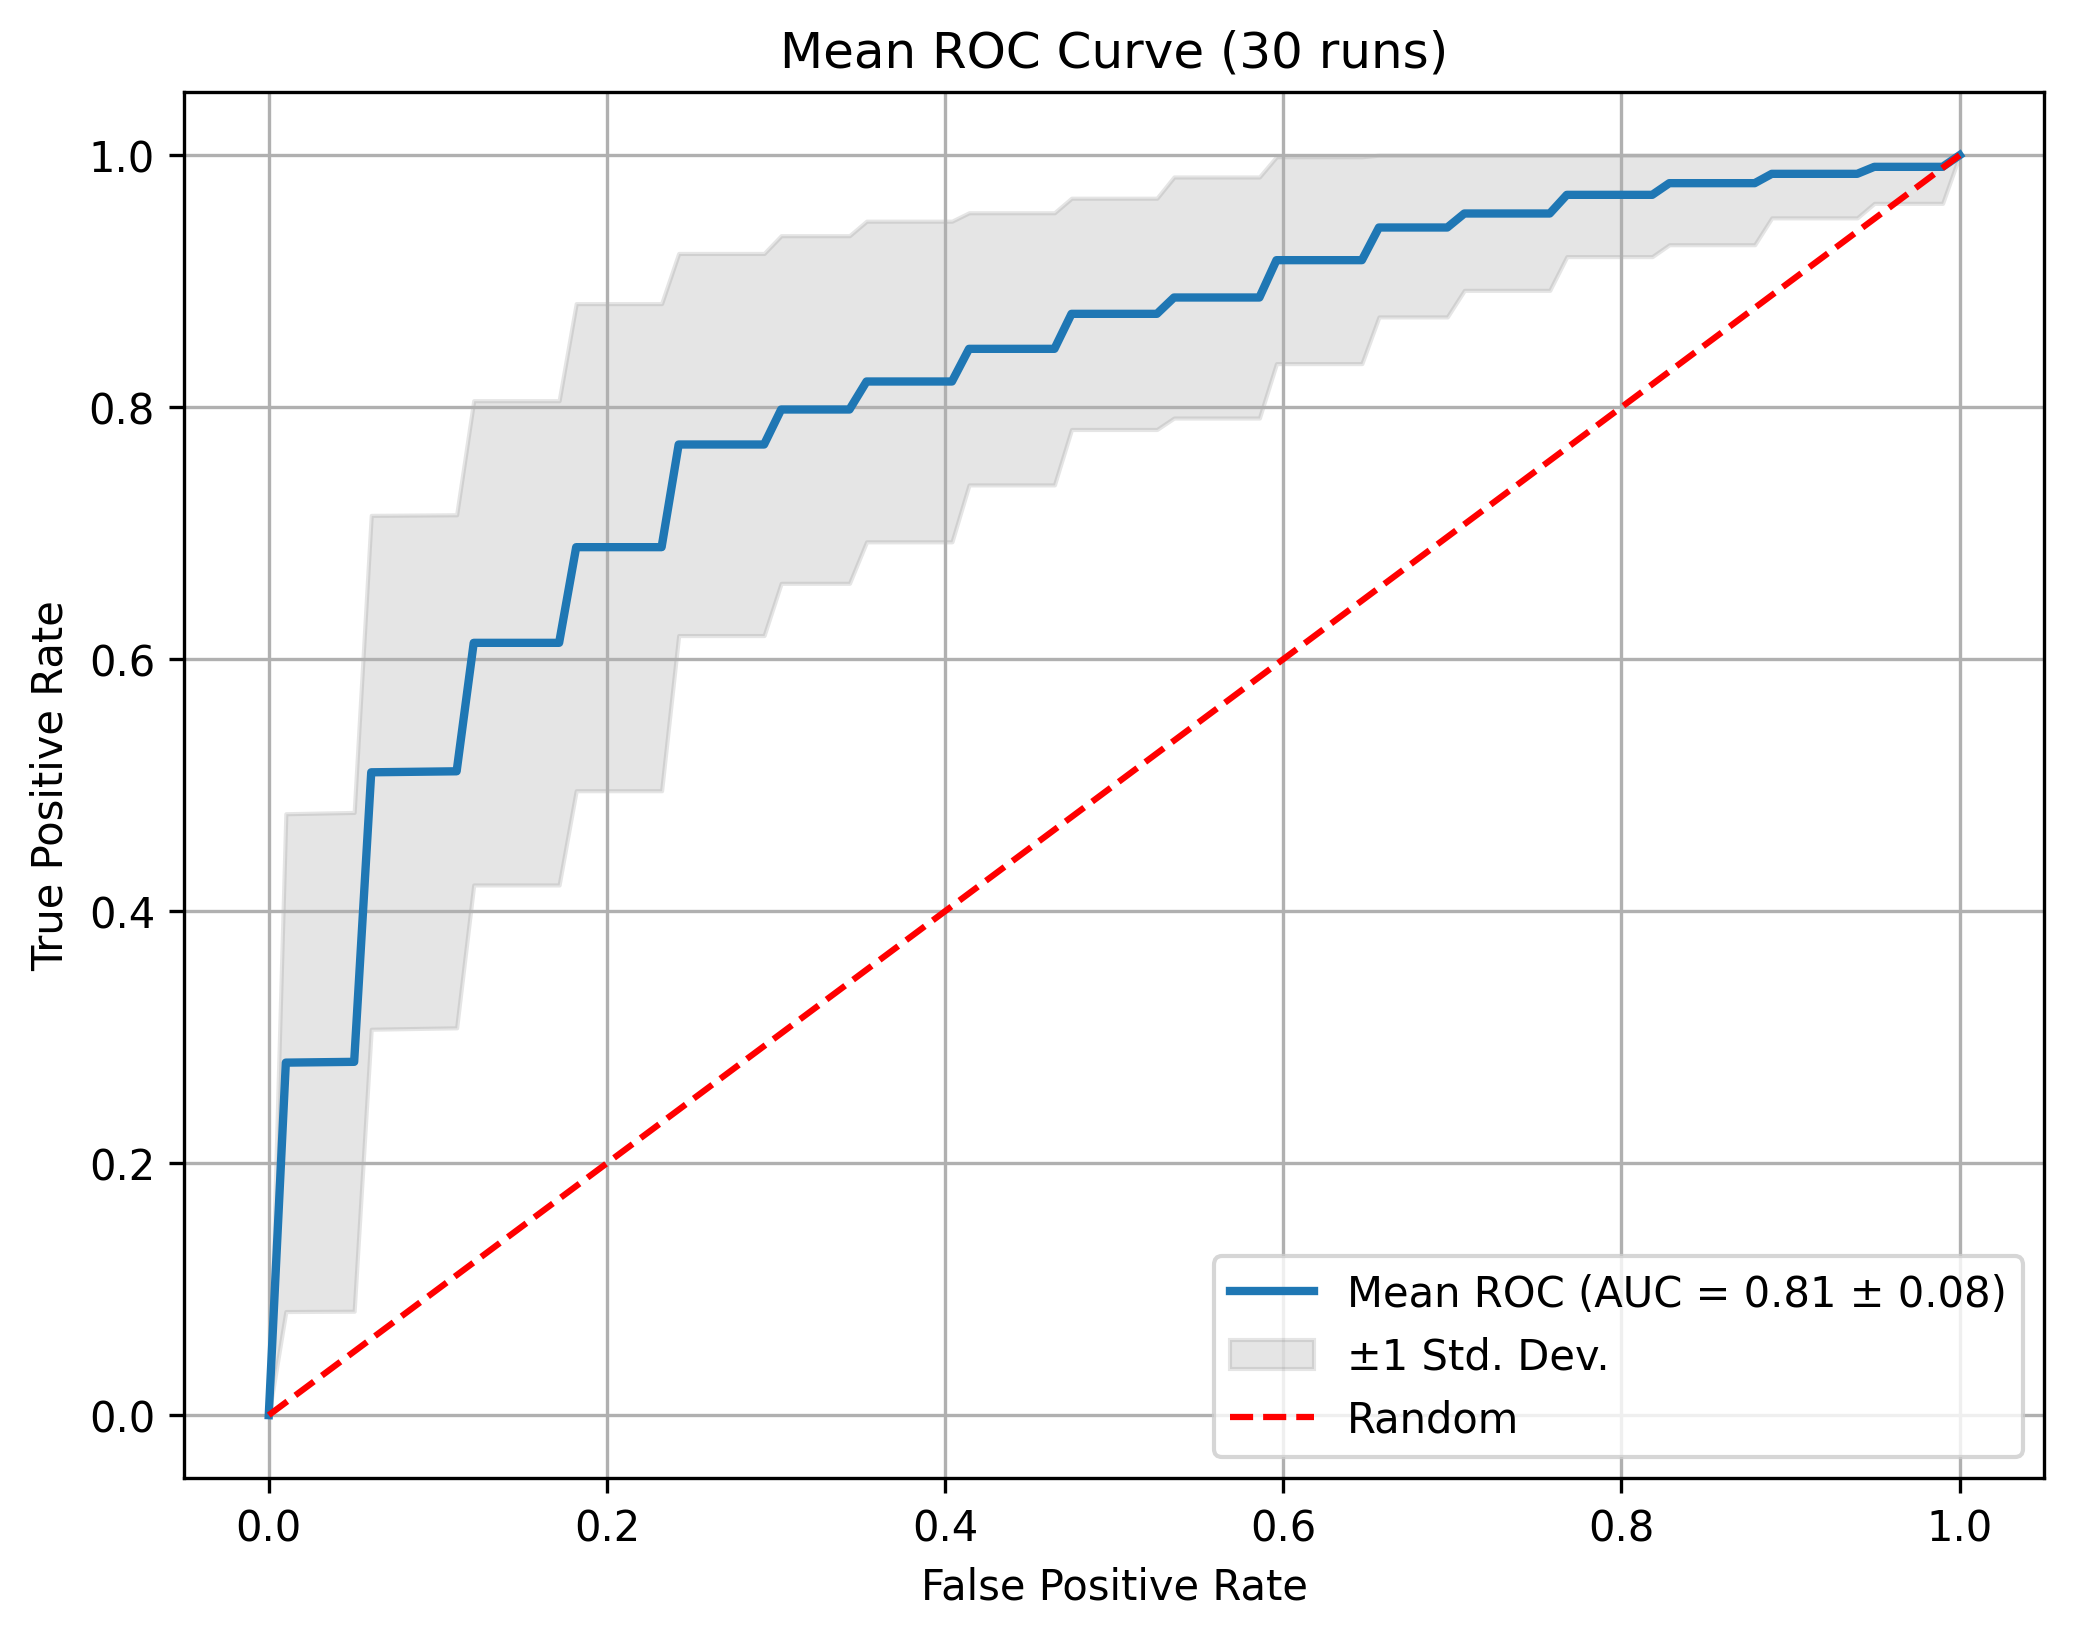 Mean ROC Curve (30 runs)
True Positive Rate
1.0
0.8
0.6
0.4
0.2
0.0
Mean ROC (AUC = 0.81 ± 0.08)
±1 Std. Dev.
Random
0.0 0.2 0.4 0.6 0.8 1.0
False Positive Rate